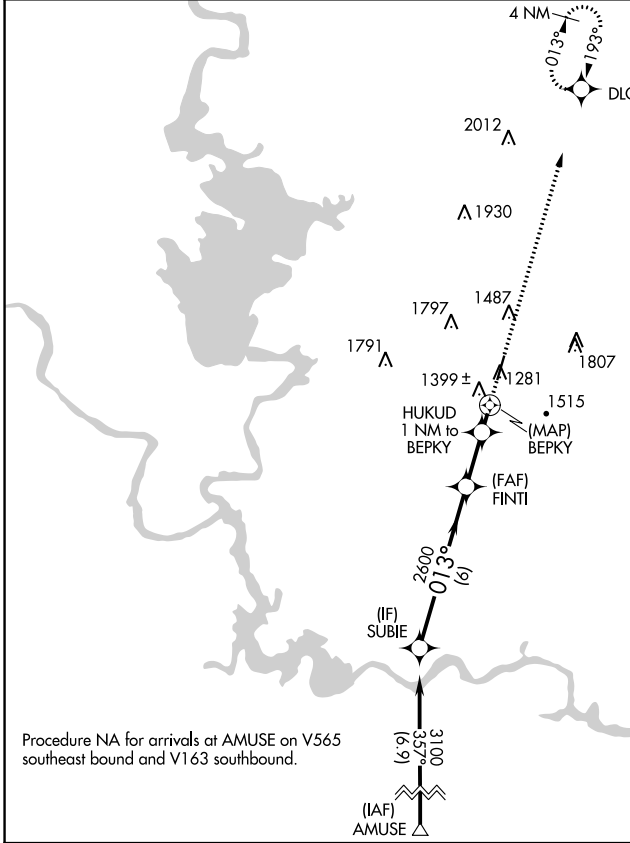 4 NM
013°
193°
DLO
2012
1930
1797
1487
1791
1807
1399 ±
1281
1515
HUKUD
1 NM to
BEPKY
(MAP)
BEPKY
(FAF)
FINTI
2600
013°
(6)
(IF)
SUBIE
Procedure NA for arrivals at AMUSE on V565
southeast bound and V163 southbound.
3100
357°
(6.9)
(IAF)
AMUSE